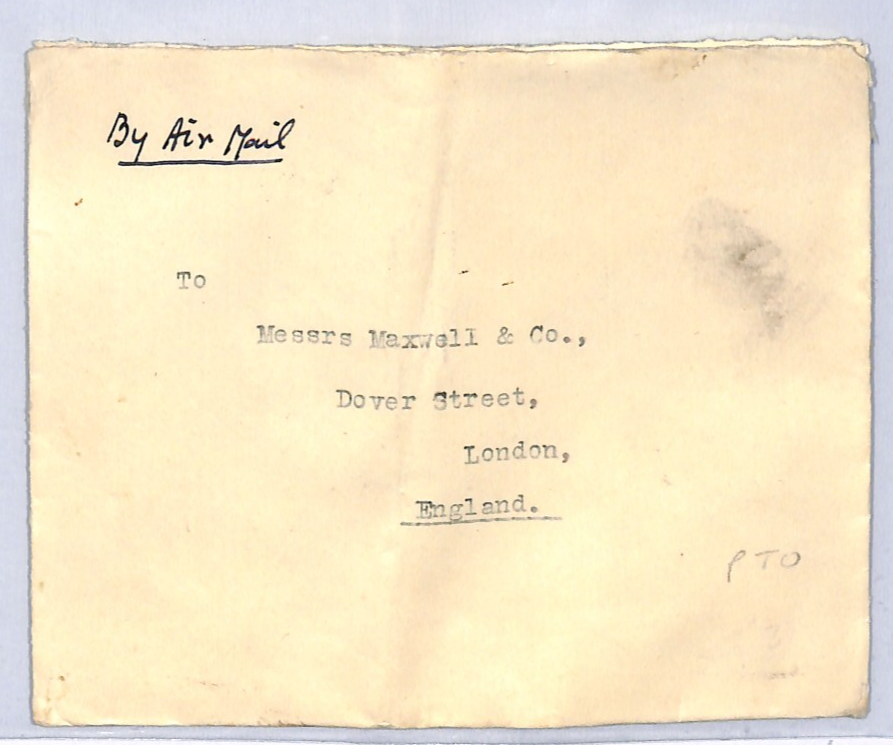 By Air Mail
To
Messrs Maxwell & Co.,
Dover Street,
London,
England.
PTO